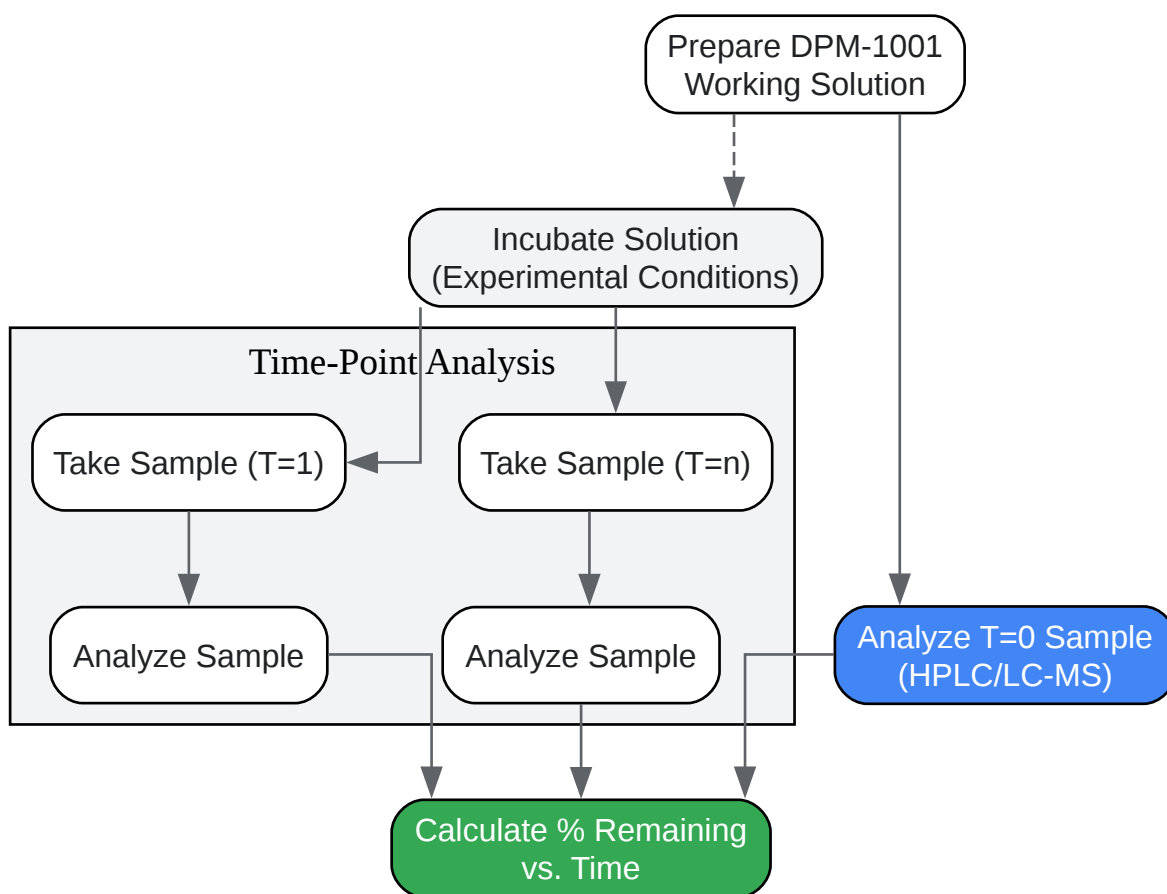 Prepare DPM-1001
Working Solution
Incubate Solution
(Experimental Conditions)
Time-Point Analysis
Take Sample (T=1)
Take Sample (T=n)
Analyze Sample
Analyze Sample
Analyze T=0 Sample
(HPLC/LC-MS)
Calculate % Remaining
vs. Time